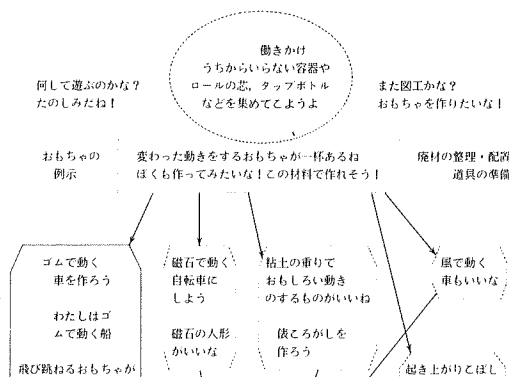 働きかけ
うちからいらない容器や
ロールの芯，タップボトル
などを集めてこようよ
何して遊ぶのかな？
たのしみたね！
また図工かな？
おもちゃを作りたいな！
おもちゃの
例示
変わった動きをするおもちゃが一杯あるね
ぼくも作ってみたいな！この材料で作れそう！
廃材の整理・配置
道具の準備
ゴムで動く
車を作ろう
わたしはゴ
ムで動く船
飛び跳ねるおもちゃが
磁石で動く
自転車に
しよう
磁石の人形
がいいな
粘土の重りて
おもしろい動き
のするものがいいね
俵ころがしを
作ろう
風で動く
車もいいな
起き上がりこぼし